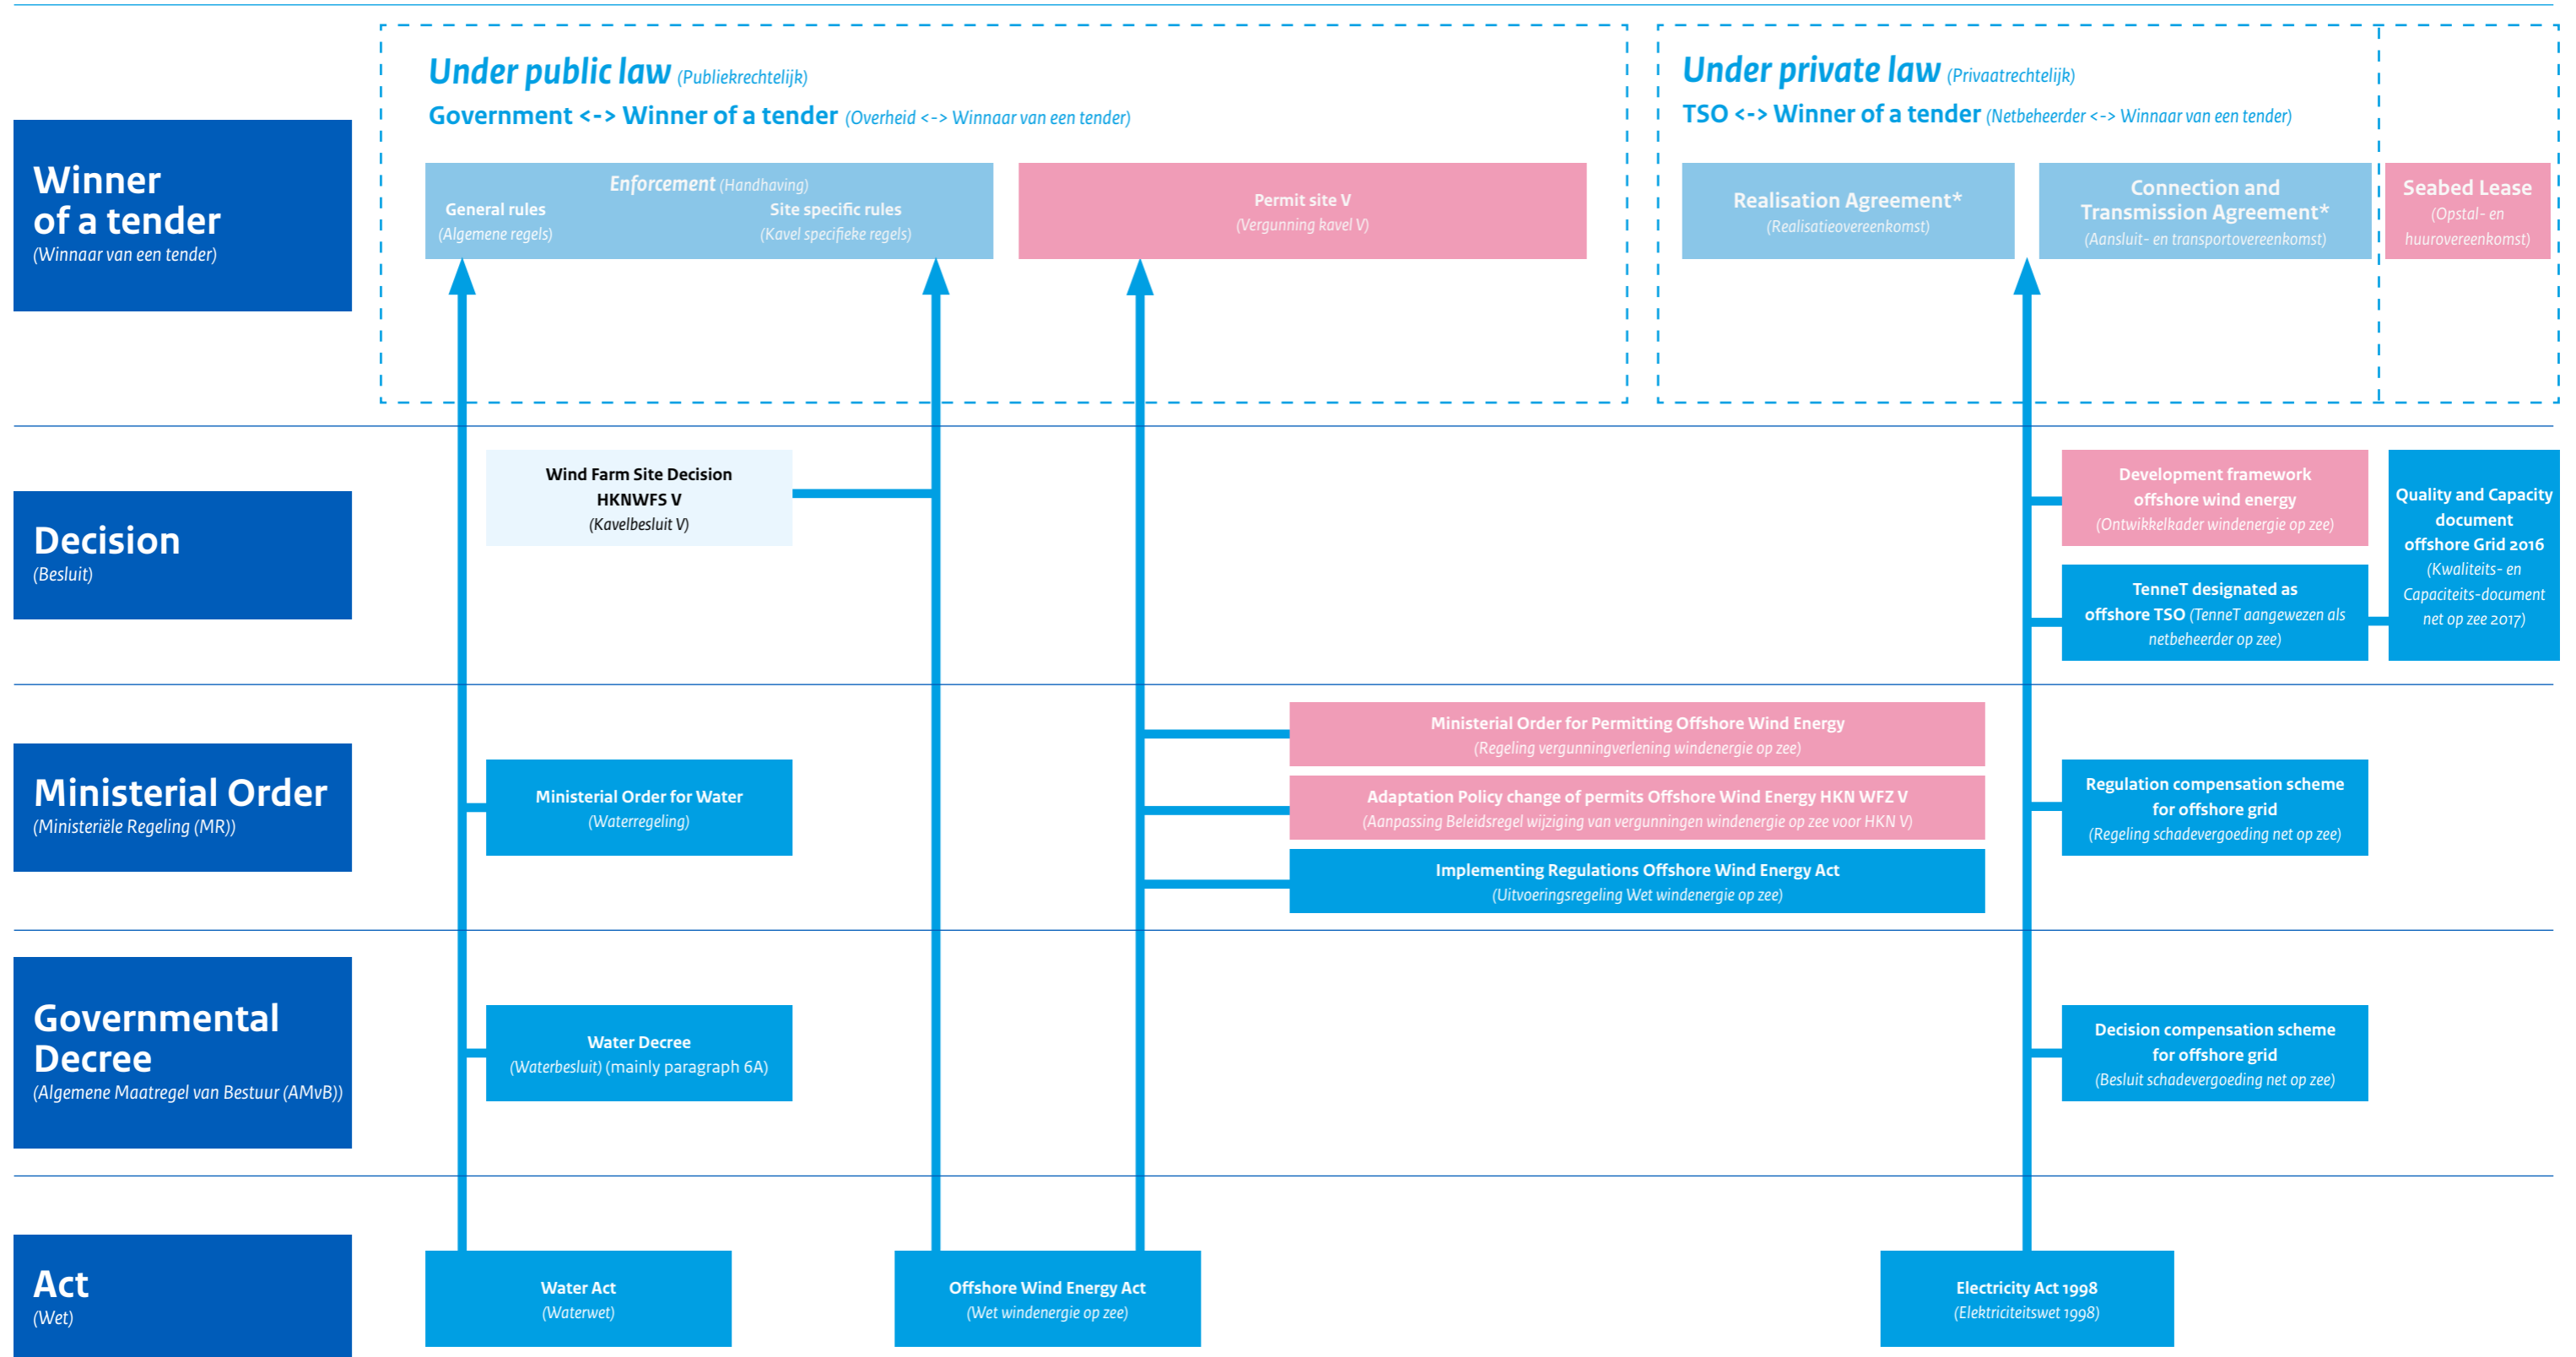 Under public law (Publiekrechtelijk)
Government <-> Winner of a tender (Overheid <-> Winnaar van een tender)
Under private law (Privaatrechtelijk)
TSO <-> Winner of a tender (Netbeheerder <-> Winnaar van een tender)
Winner
of a tender
(Winnaar van een tender)
Enforcement (Handhaving)
General rules
(Algemene regels)
Site specific rules
(Kavel specifieke regels)
Permit site V
(Vergunning kavel V)
Realisation Agreement*
(Realisatieovereenkomst)
Connection and
Transmission Agreement*
(Aansluit- en transportovereenkomst)
Seabed Lease
(Opstal- en
huurovereenkomst)
Decision
(Besluit)
Wind Farm Site Decision
HKNWFS V
(Kavelbesluit V)
Development framework
offshore wind energy
(Ontwikkelkader windenergie op zee)
TenneT designated as
offshore TSO (TenneT aangewezen als
netbeheerder op zee)
Quality and Capacity
document
offshore Grid 2016
(Kwaliteits- en
Capaciteits-document
net op zee 2017)
Ministerial Order
(Ministeriële Regeling (MR))
Ministerial Order for Water
(Waterregeling)
Ministerial Order for Permitting Offshore Wind Energy
(Regeling vergunningverlening windenergie op zee)
Adaptation Policy change of permits Offshore Wind Energy HKN WFZ V
(Aanpassing Beleidsregel wijziging van vergunningen windenergie op zee voor HKN V)
Implementing Regulations Offshore Wind Energy Act
(Uitvoeringsregeling Wet windenergie op zee)
Regulation compensation scheme
for offshore grid
(Regeling schadevergoeding net op zee)
Governmental
Decree
(Algemene Maatregel van Bestuur (AMvB))
Water Decree
(Waterbesluit) (mainly paragraph 6A)
Decision compensation scheme
for offshore grid
(Besluit schadevergoeding net op zee)
Act
(Wet)
Water Act
(Waterwet)
Offshore Wind Energy Act
(Wet windenergie op zee)
Electricity Act 1998
(Elektriciteitswet 1998)